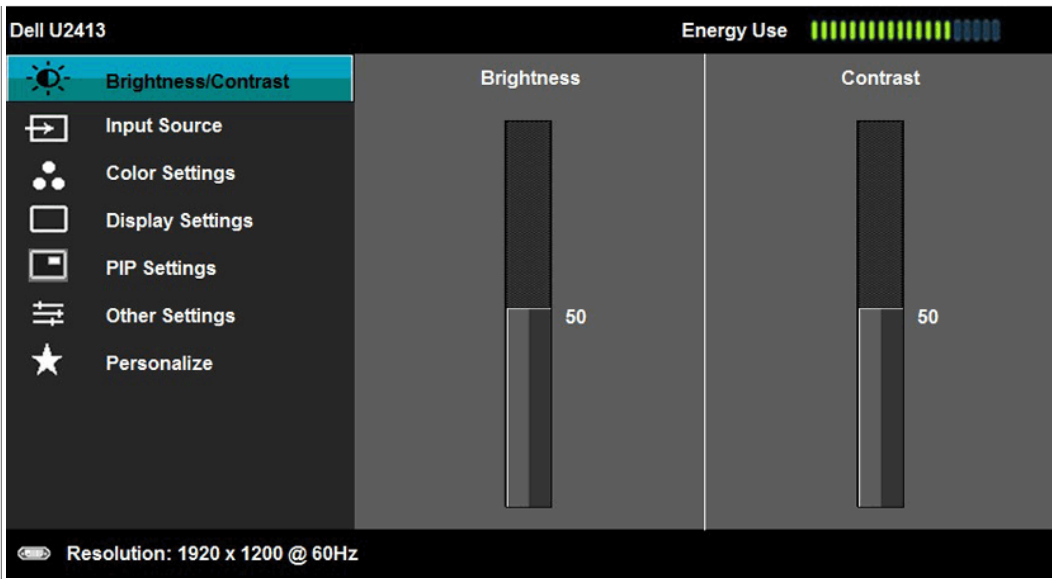 Dell U2413
Energy Use
Brightness/Contrast
Input Source
Color Settings
Display Settings
PIP Settings
Other Settings
Personalize
Brightness
50
Contrast
50
Resolution: 1920 x 1200 @ 60Hz